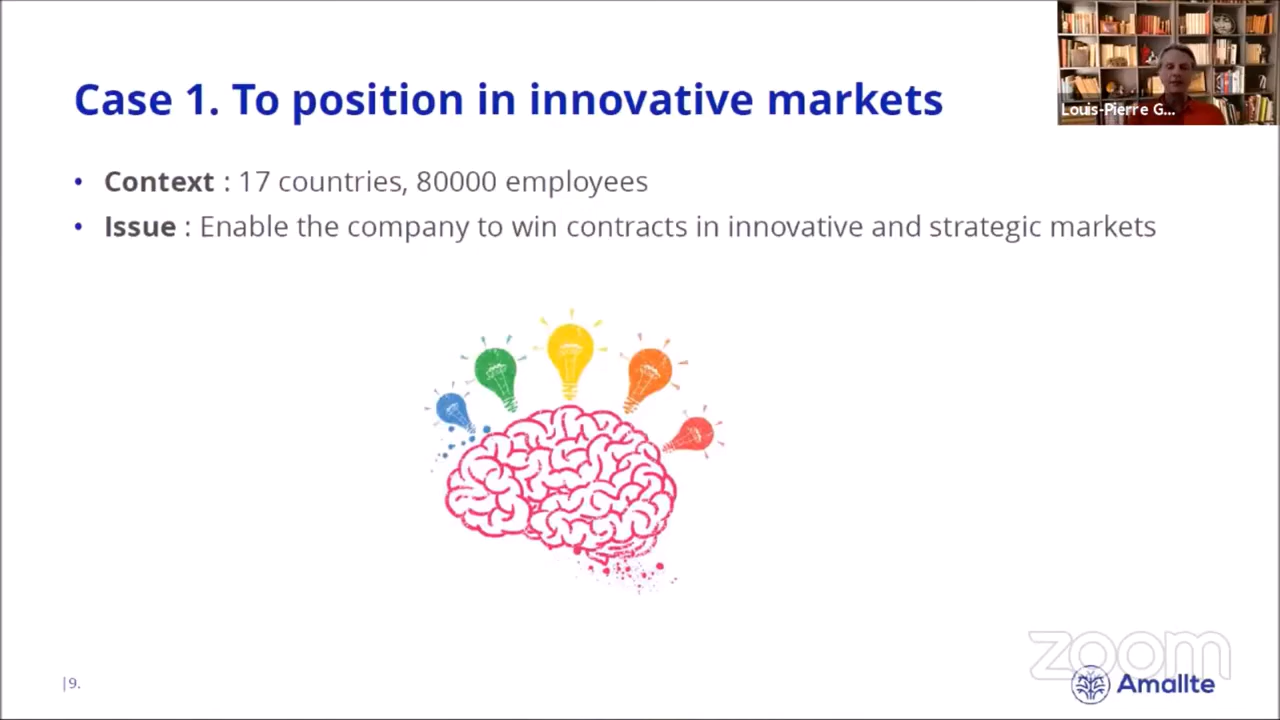 Case 1. To position in innovative markets
Louis-Pierre G...
• Context : 17 countries, 80000 employees
• Issue : Enable the company to win contracts in innovative and strategic markets
zoom
|9.
Amallte